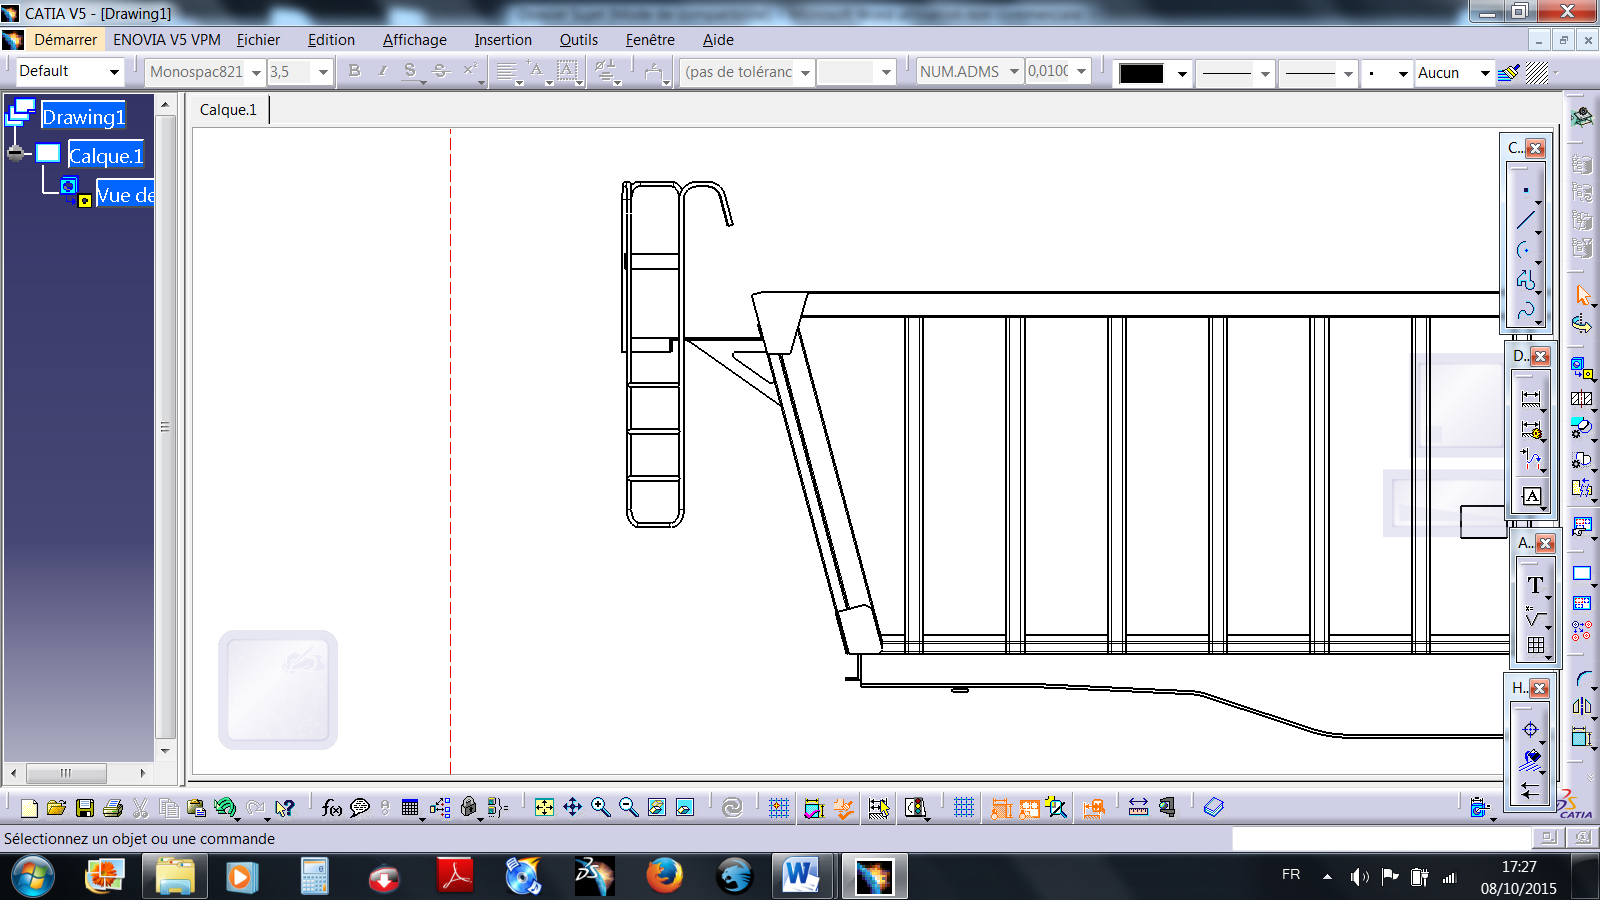 CATIA V5 - [Drawing1]
Démarrer ENOVIA V5 VPM Fichier Edition Affichage Insertion Outils Fenêtre Aide
Default Monospac821 3,5 B I S S (pas de toléranc NUM.ADMS 0,0100 Aucun
Drawing1
Calque.1
Vue de
Calque.1
C..
D..
A
A..
T
H..
f(x)
CATIA
Sélectionnez un objet ou une commande
FR
17:27
08/10/2015